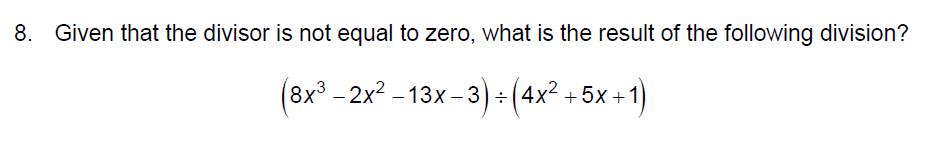 8. Given that the divisor is not equal to zero, what is the result of the following division?
(8x³ – 2x² – 13x – 3) ÷ (4x² + 5x + 1)